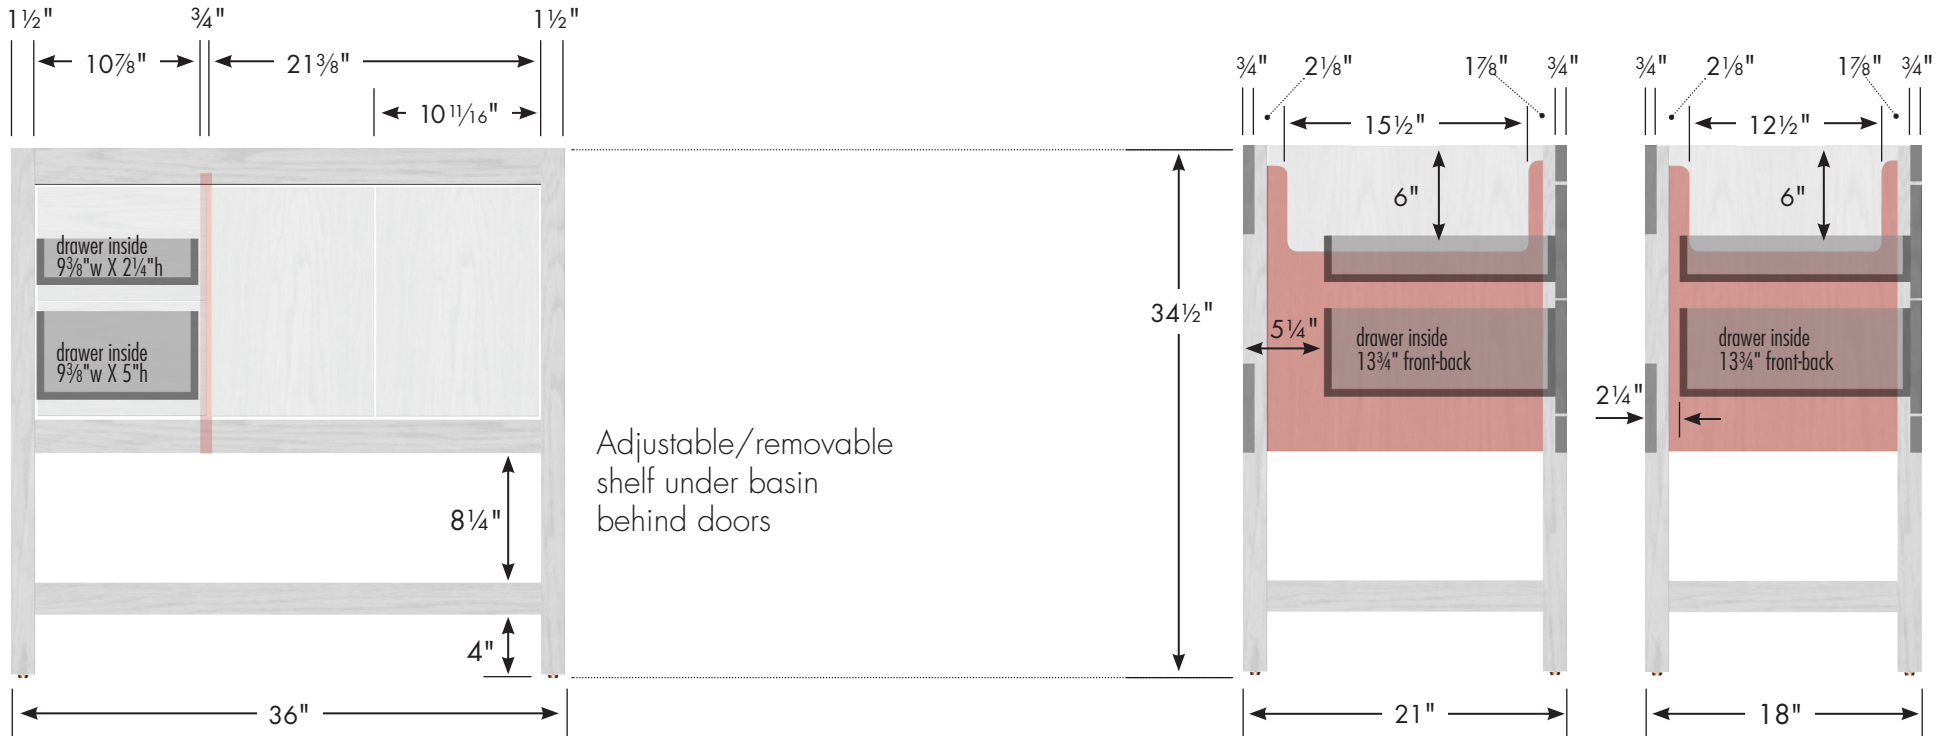 1½" ¾" 1½"
10⅞" 21⅜"
10 11/16"
drawer inside
9⅜"w X 2¼"h
drawer inside
9⅜"w X 5"h
8¼"
4"
36"
Adjustable/removable
shelf under basin
behind doors
34½"
¾" 2⅛" 1⅞" ¾"
15½"
6"
5¼"
drawer inside
13¾" front-back
21"
¾" 2⅛" 1⅞" ¾"
12½"
6"
drawer inside
13¾" front-back
2¼"
18"